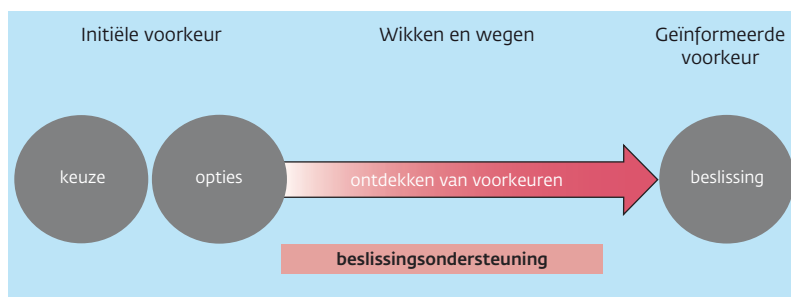 Initiële voorkeur
Wikken en wegen
Geïnformeerde
voorkeur
keuze
opties
ontdekken van voorkeuren
beslissing
beslissingsondersteuning